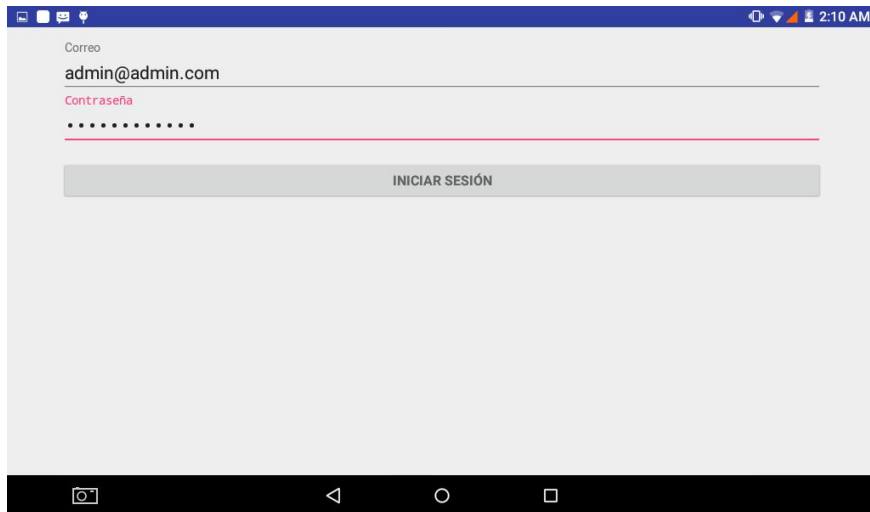 2:10 AM
Correo
admin@admin.com
Contraseña
••••••••••••
INICIAR SESIÓN